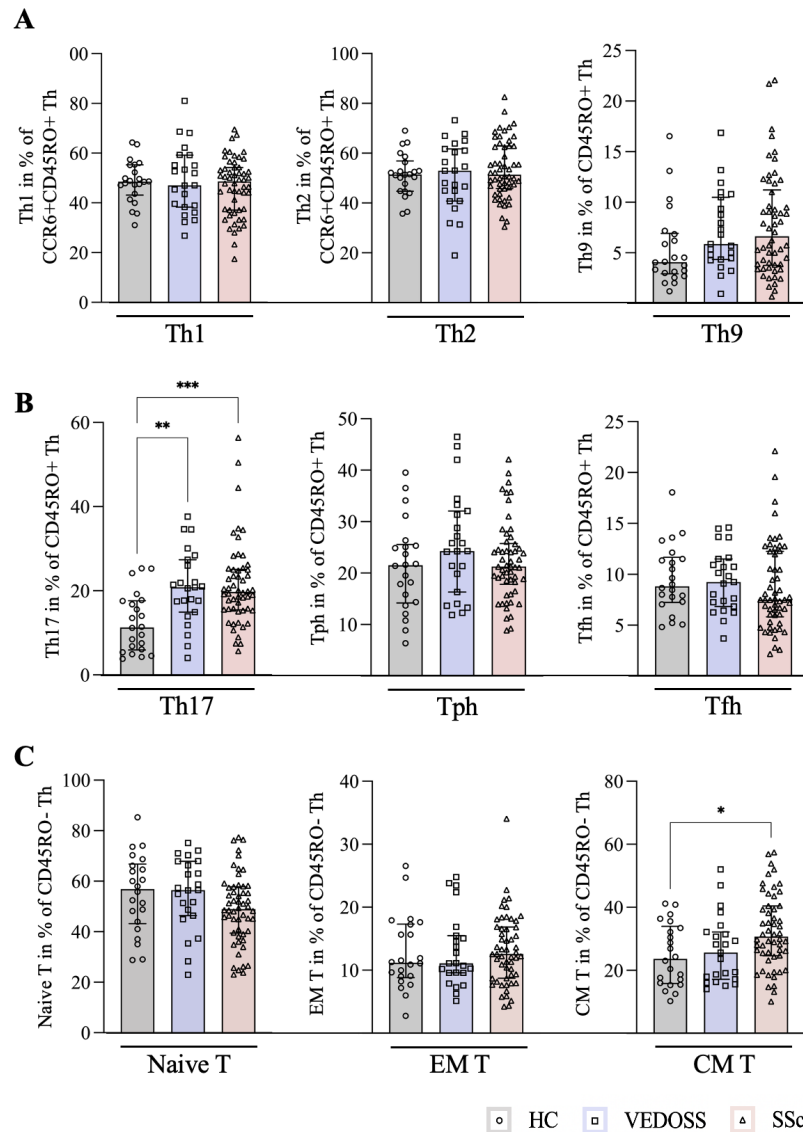 A
Th1 in % of
CCR6+CD45RO+ Th
00
80
60
40
20
00
Th1
Th2 in % of
CCR6+CD45RO+ Th
100
80
60
40
20
0
Th2
Th9 in % of CD45RO+ Th
25
20
15
10
5
Th9
B
Th17 in % of CD45RO+ Th
60
40
20
0
***
**
Th17
Tph in % of CD45RO+ Th
50
40
30
20
10
Tph
Tfh in % of CD45RO+ Th
25
20
15
10
5
Tfh
C
Naive T in % of CD45RO- Th
100
80
60
40
20
0
Naive T
EM T in % of CD45RO- Th
40
30
20
10
EM T
CM T in % of CD45RO- Th
80
60
40
20
*
CM T
HC VEDOSS SSc